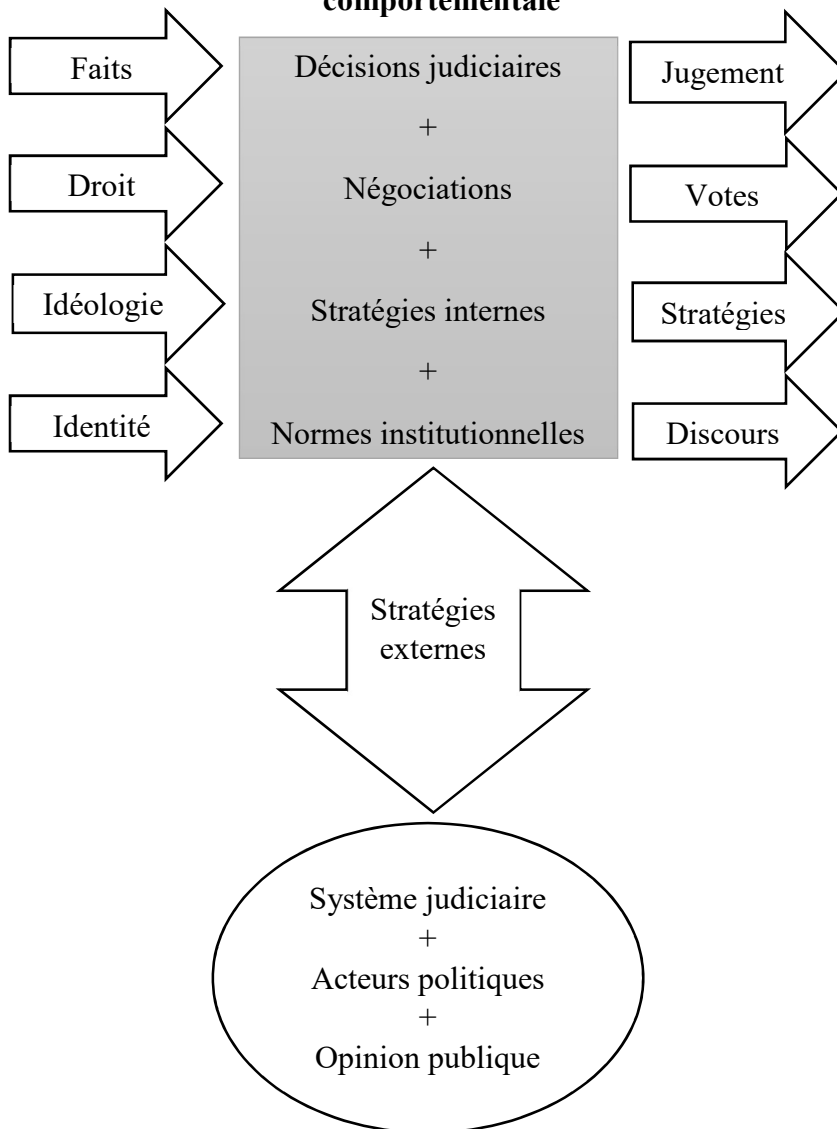 comportementale
Faits
Droit
Idéologie
Identité
Décisions judiciaires
+
Négociations
+
Stratégies internes
+
Normes institutionnelles
Jugement
Votes
Stratégies
Discours
Stratégies
externes
Système judiciaire
+
Acteurs politiques
+
Opinion publique